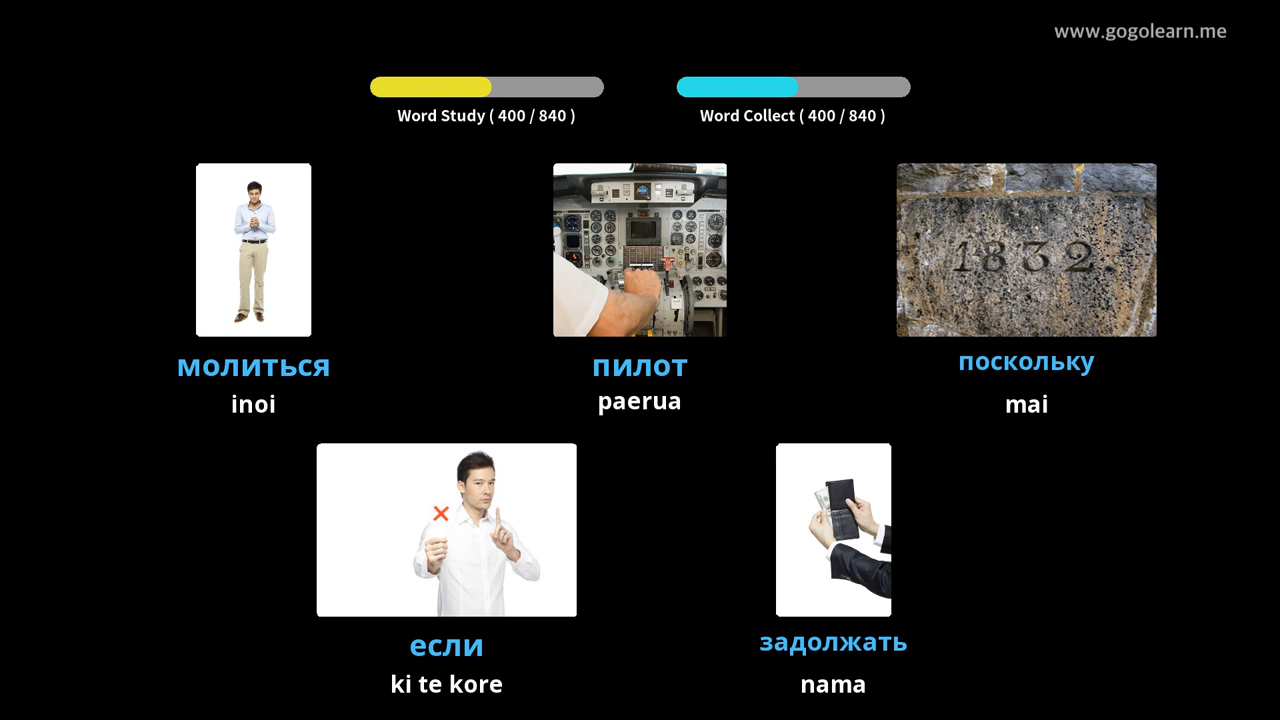 www.gogolearn.me
Word Study ( 400 / 840 )
Word Collect ( 400 / 840 )
1832.
молиться
inoi
пилот
paerua
поскольку
mai
если
ki te kore
задолжать
nama